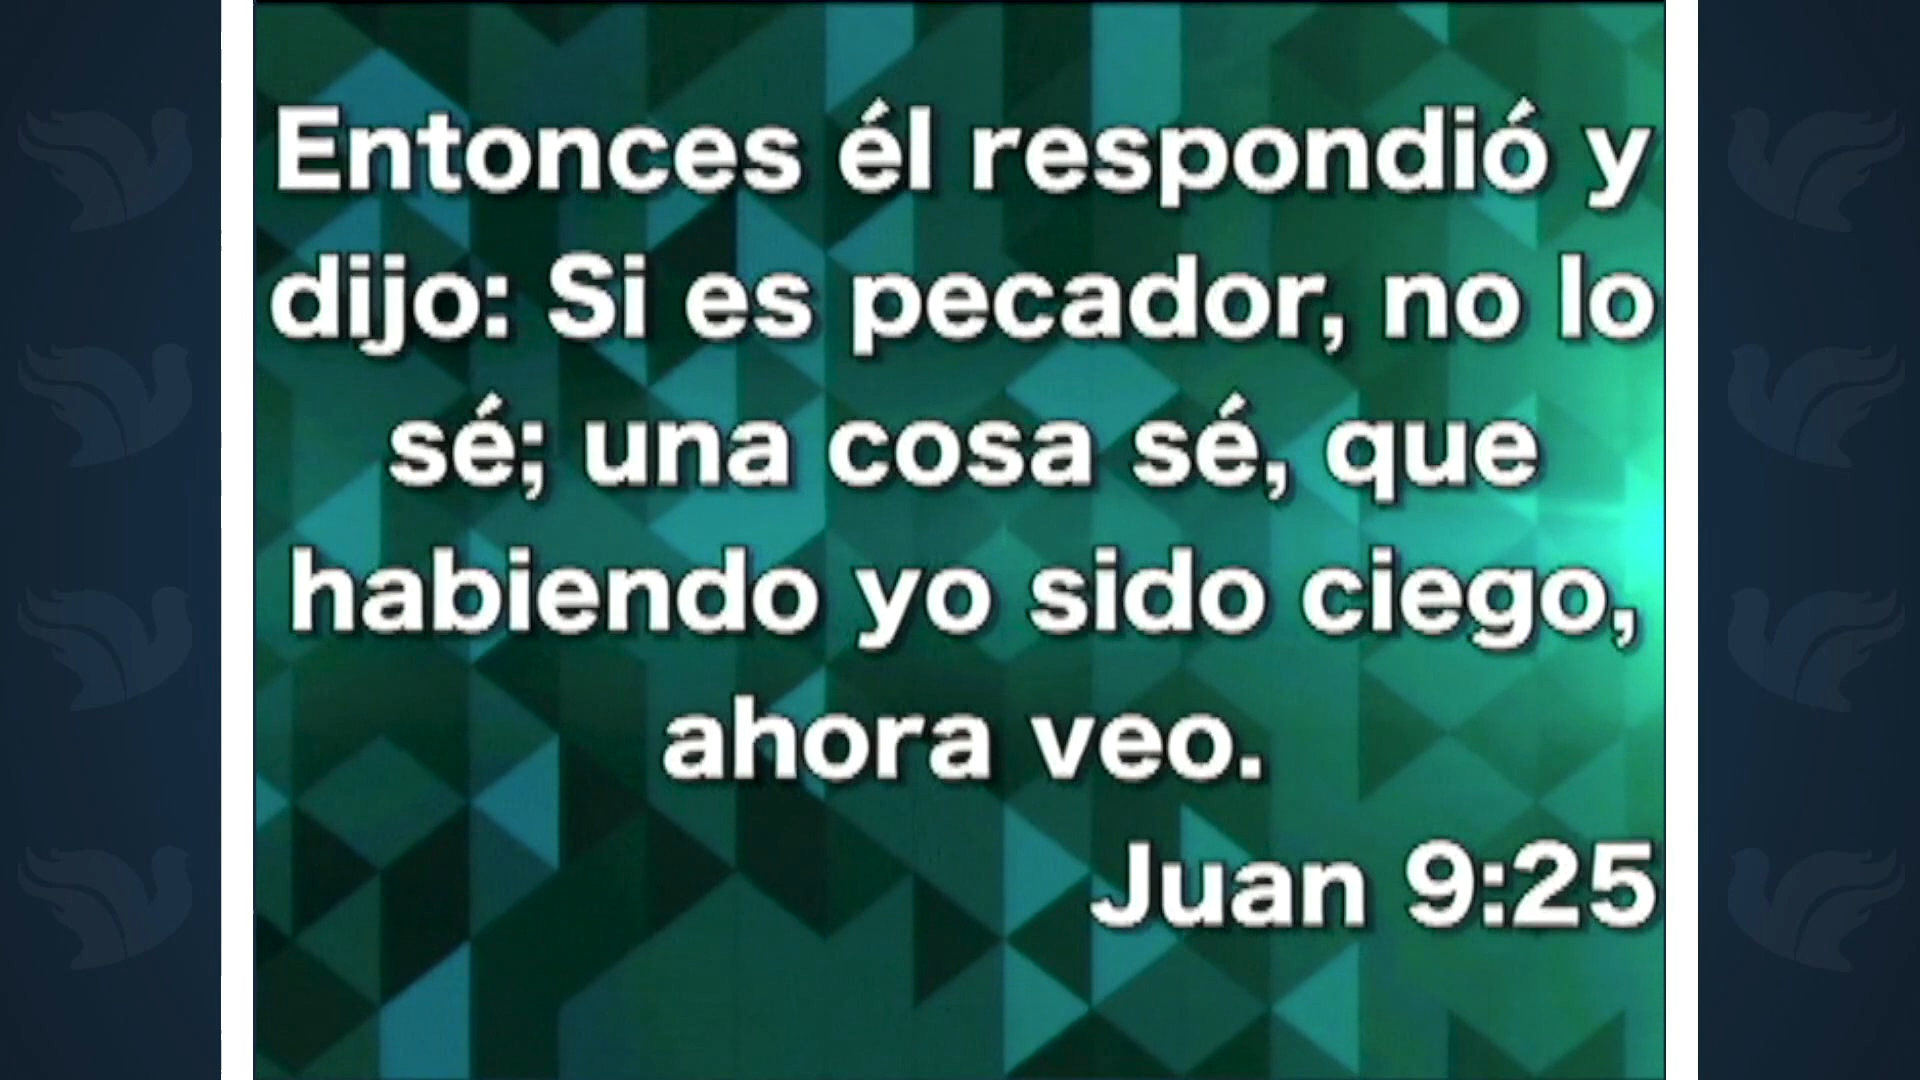 Entonces él respondió y
dijo: Si es pecador, no lo
sé; una cosa sé, que
habiendo yo sido ciego,
ahora veo.
Juan 9:25